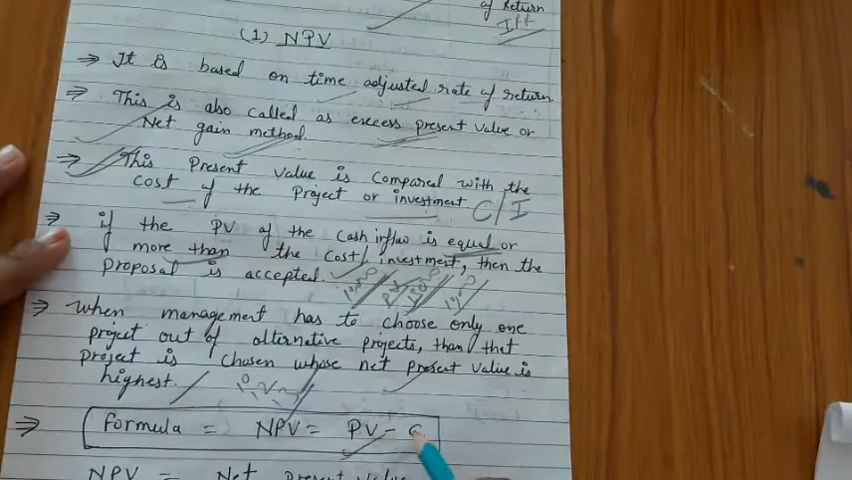 of Return
IRR
(1) NPV
⇒ It is based on time adjusted rate of return
⇒ This is also called as excess present value or
Net gain method.
⇒ This Present value is compared with the
cost of the Project or investment C/I
⇒ if the PV of the cash inflow is equal or
more than the cost/investment, then the
proposal is accepted.
⇒ When management has to choose only one
project out of alternative projects, than that
project is chosen whose net present value is
highest.
⇒ Formula = NPV = PV - C
NPV = Net present value